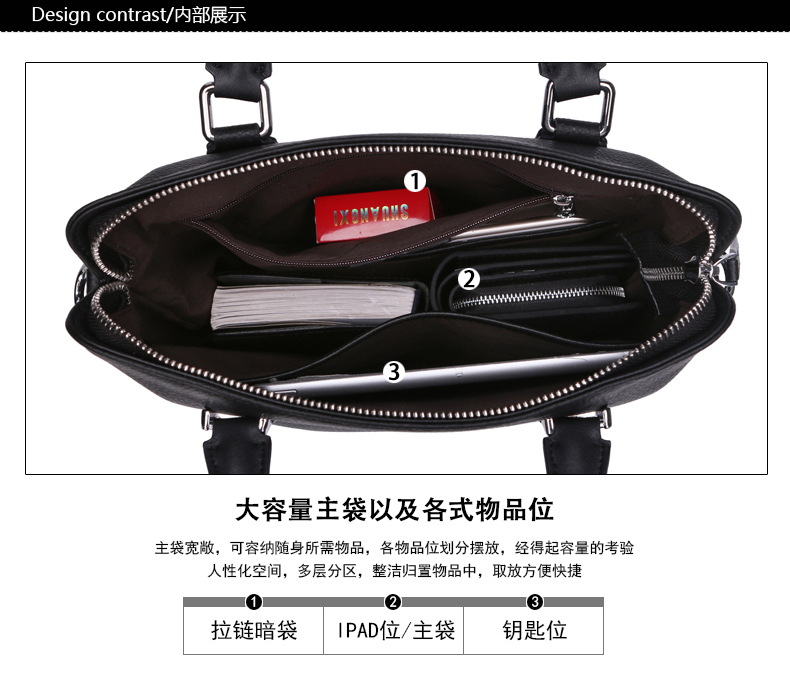 Design contrast/内部展示
1
SHUANGXI
2
3
大容量主袋以及各式物品位
主袋宽敞，可容纳随身所需物品，各物品位划分摆放，经得起容量的考验
人性化空间，多层分区，整洁归置物品中，取放方便快捷
1 2 3
拉链暗袋 IPAD位/主袋 钥匙位